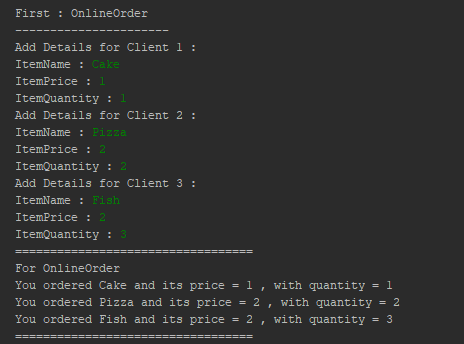 First : OnlineOrder
----------------------
Add Details for Client 1 :
ItemName : Cake
ItemPrice : 1
ItemQuantity : 1
Add Details for Client 2 :
ItemName : Pizza
ItemPrice : 2
ItemQuantity : 2
Add Details for Client 3 :
ItemName : Fish
ItemPrice : 2
ItemQuantity : 3
==================================
For OnlineOrder
You ordered Cake and its price = 1 , with quantity = 1
You ordered Pizza and its price = 2 , with quantity = 2
You ordered Fish and its price = 2 , with quantity = 3
==================================